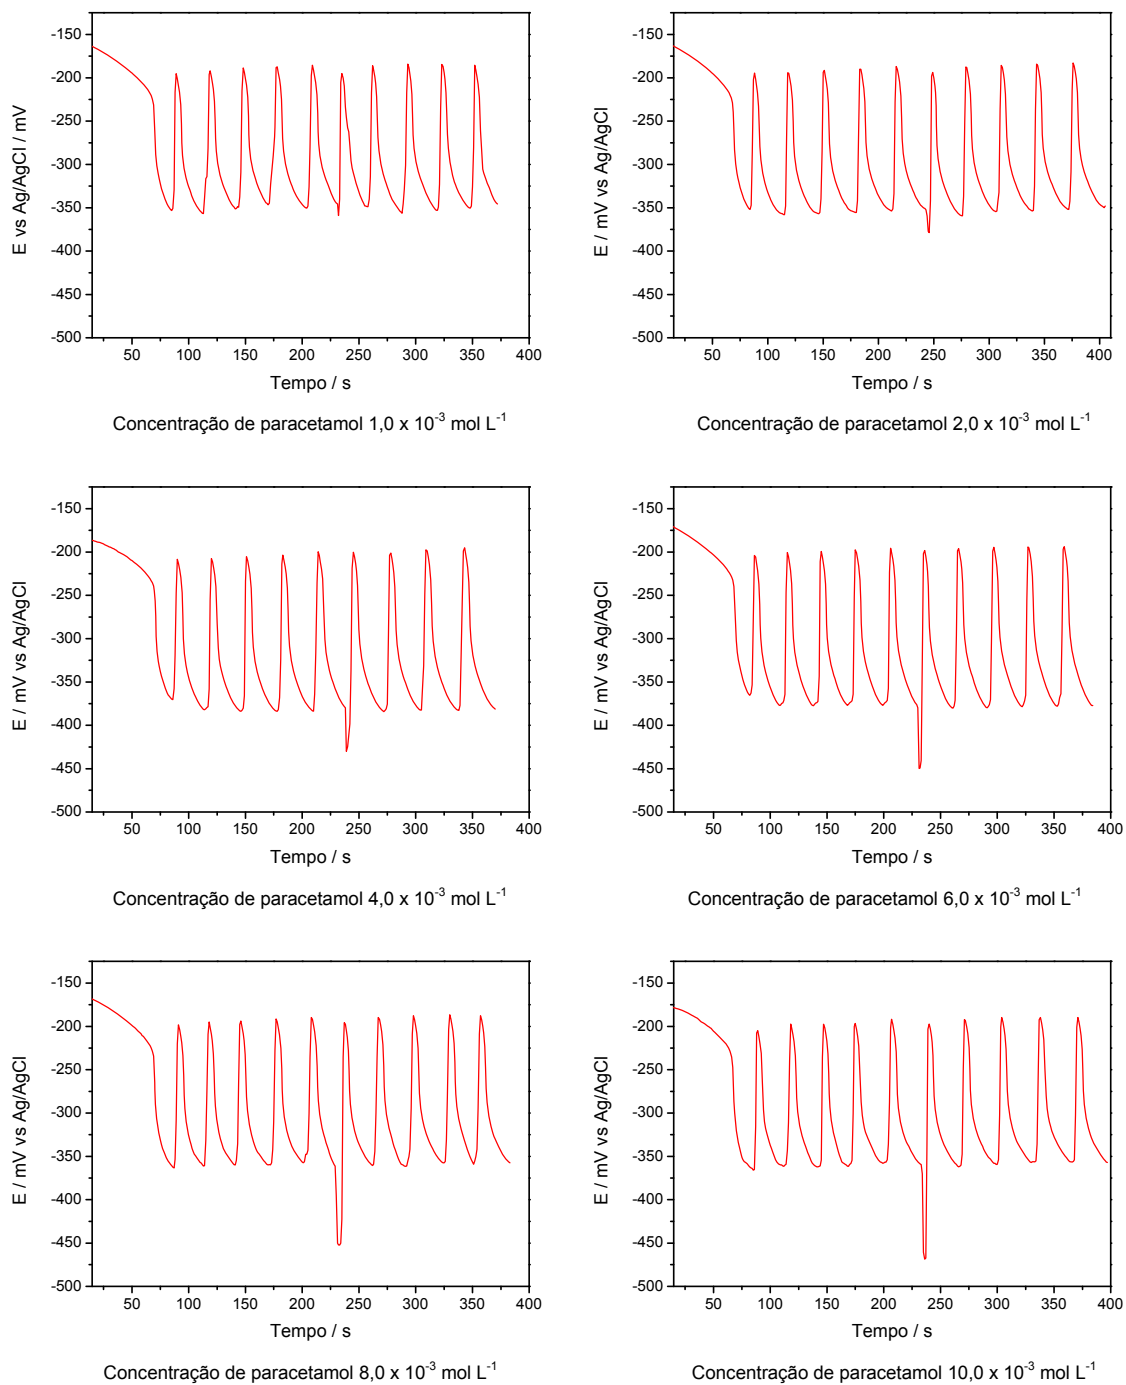 -150
-200
-250
-300
-350
-400
-450
-500
E vs Ag/AgCl / mV
50 100 150 200 250 300 350 400
Tempo / s
Concentração de paracetamol 1,0 x 10⁻³ mol L⁻¹
-150
-200
-250
-300
-350
-400
-450
-500
E / mV vs Ag/AgCl
50 100 150 200 250 300 350 400
Tempo / s
Concentração de paracetamol 2,0 x 10⁻³ mol L⁻¹
-150
-200
-250
-300
-350
-400
-450
-500
E / mV vs Ag/AgCl
50 100 150 200 250 300 350 400
Tempo / s
Concentração de paracetamol 4,0 x 10⁻³ mol L⁻¹
-150
-200
-250
-300
-350
-400
-450
-500
E / mV vs Ag/AgCl
50 100 150 200 250 300 350 400
Tempo / s
Concentração de paracetamol 6,0 x 10⁻³ mol L⁻¹
-150
-200
-250
-300
-350
-400
-450
-500
E / mV vs Ag/AgCl
50 100 150 200 250 300 350 400
Tempo / s
Concentração de paracetamol 8,0 x 10⁻³ mol L⁻¹
-150
-200
-250
-300
-350
-400
-450
-500
E / mV vs Ag/AgCl
50 100 150 200 250 300 350 400
Tempo / s
Concentração de paracetamol 10,0 x 10⁻³ mol L⁻¹